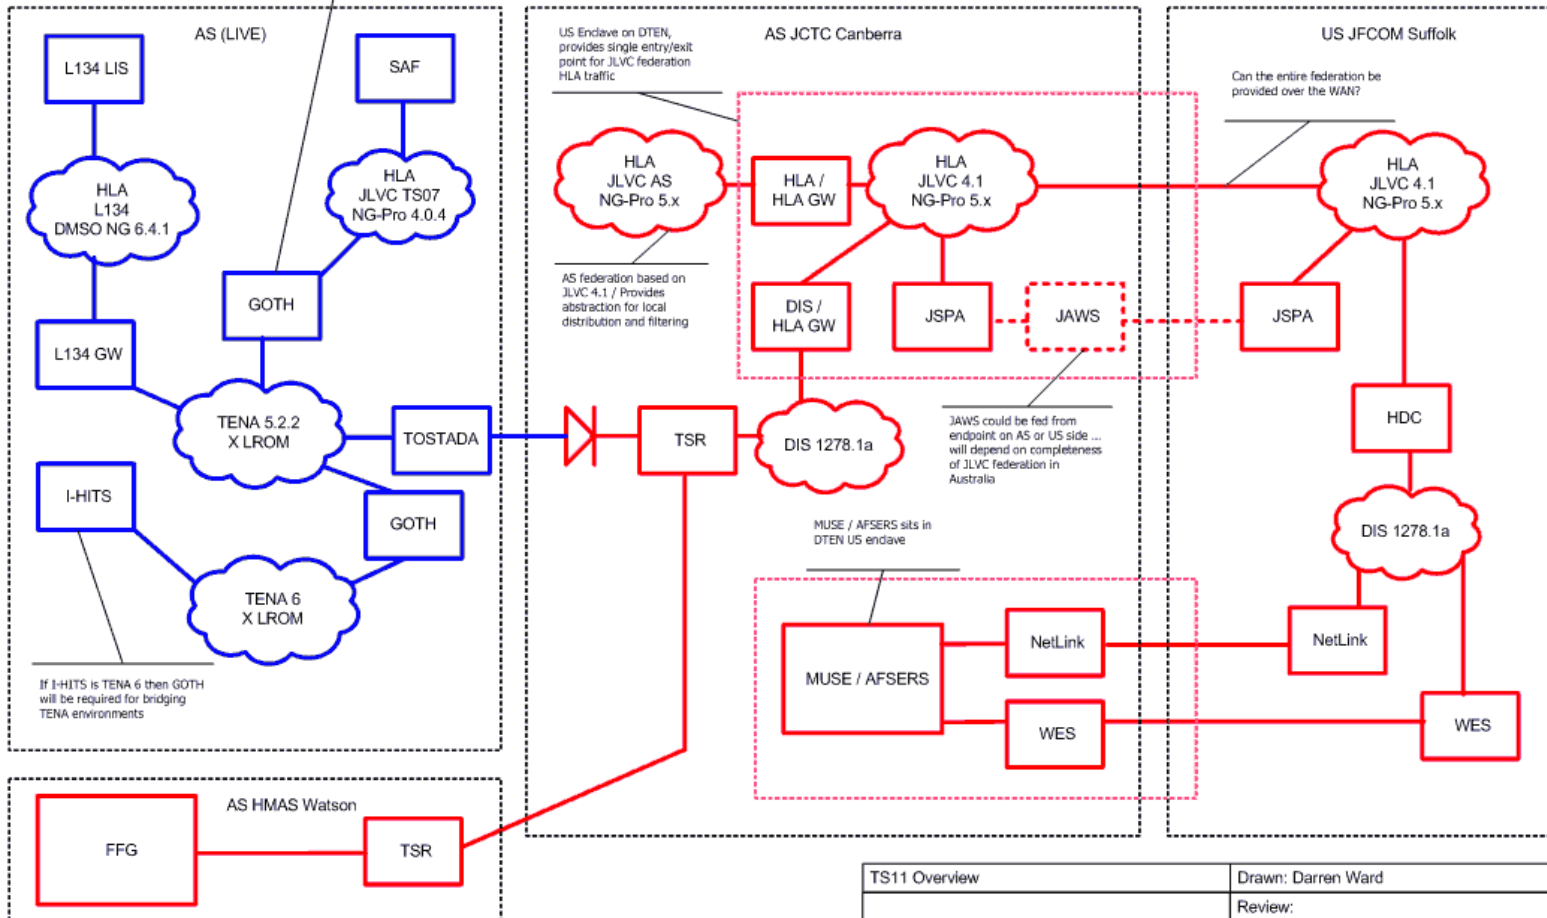 AS (LIVE)
L134 LIS
SAF
HLA
L134
DMSO NG 6.4.1
HLA
JLVC TS07
NG-Pro 4.0.4
GOTH
L134 GW
TENA 5.2.2
X LROM
TOSTADA
I-HITS
GOTH
TENA 6
X LROM
If I-HITS is TENA 6 then GOTH
will be required for bridging
TENA environments
AS HMAS Watson
FFG
TSR
AS JCTC Canberra
US Enclave on DTEN,
provides single entry/exit
point for JLVC federation
HLA traffic
HLA
JLVC AS
NG-Pro 5.x
HLA /
HLA GW
HLA
JLVC 4.1
NG-Pro 5.x
AS federation based on
JLVC 4.1 / Provides
abstraction for local
distribution and filtering
DIS /
HLA GW
JSPA
JAWS
TSR
DIS 1278.1a
JAWS could be fed from
endpoint on AS or US side ...
will depend on completeness
of JLVC federation in
Australia
MUSE / AFSERS sits in
DTEN US enclave
MUSE / AFSERS
NetLink
WES
US JFCOM Suffolk
Can the entire federation be
provided over the WAN?
HLA
JLVC 4.1
NG-Pro 5.x
JSPA
HDC
DIS 1278.1a
NetLink
WES
TS11 Overview
Drawn: Darren Ward
Review: